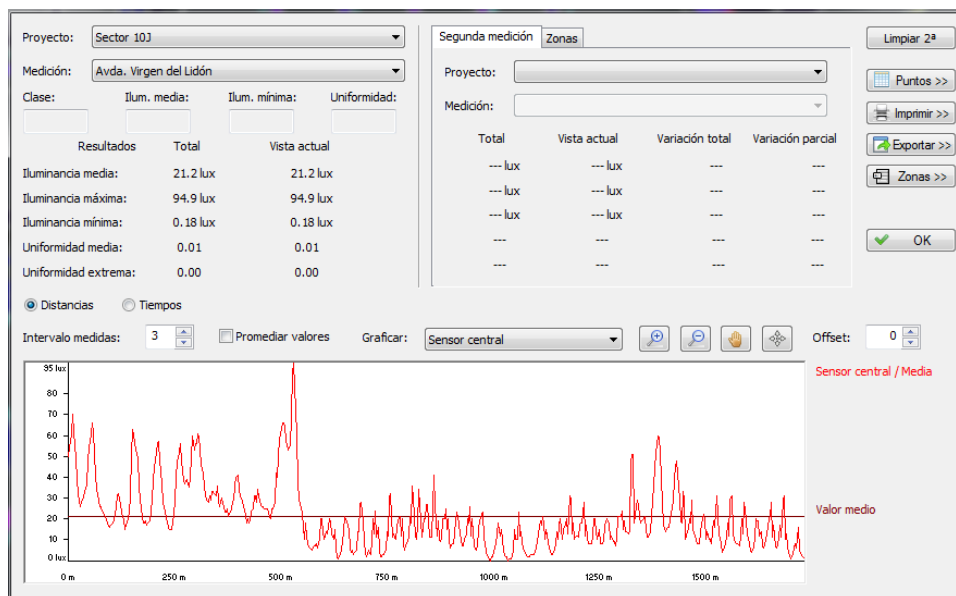 Proyecto: Sector 10J
Medición: Avda. Virgen del Lidón
Clase: Ilum. media: Ilum. mínima: Uniformidad:
Resultados Total Vista actual
Iluminancia media: 21.2 lux 21.2 lux
Iluminancia máxima: 94.9 lux 94.9 lux
Iluminancia mínima: 0.18 lux 0.18 lux
Uniformidad media: 0.01 0.01
Uniformidad extrema: 0.00 0.00
Segunda medición Zonas
Proyecto:
Medición:
Total Vista actual Variación total Variación parcial
--- lux --- lux --- ---
--- lux --- lux --- ---
--- lux --- lux --- ---
--- --- --- ---
--- --- --- ---
Limpiar 2ª
Puntos >>
Imprimir >>
Exportar >>
Zonas >>
OK
Distancias Tiempos
Intervalo medidas: 3 Promediar valores Graficar: Sensor central Offset: 0
95 lux
80
70
60
50
40
30
20
10
0 lux
0 m 250 m 500 m 750 m 1000 m 1250 m 1500 m
Sensor central / Media
Valor medio